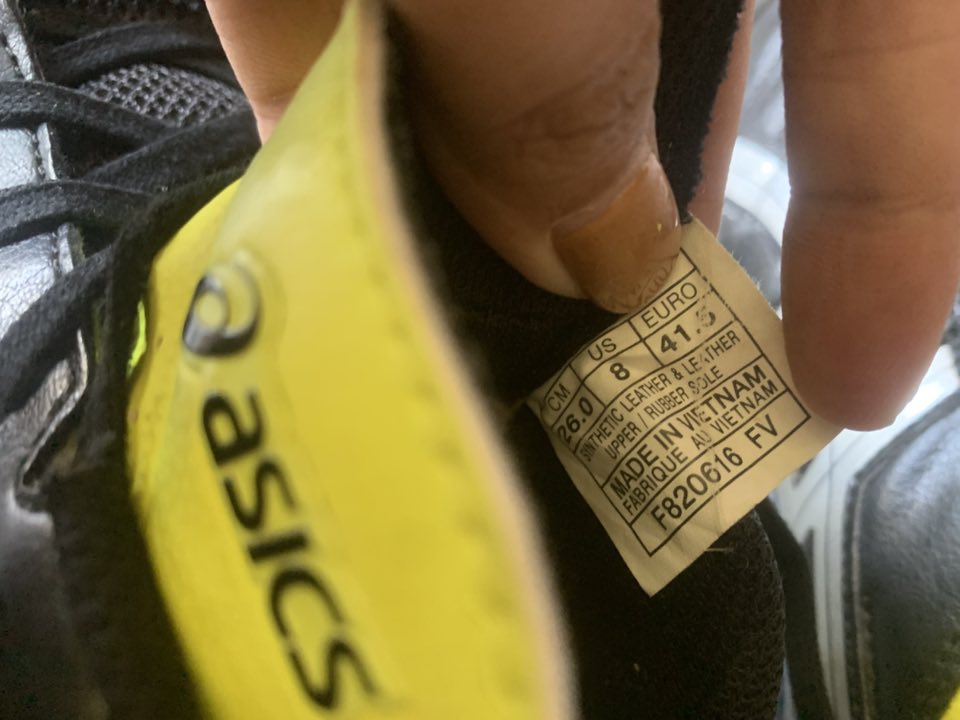 asics
CM US EURO
26.0 8 41.5
SYNTHETIC LEATHER & LEATHER
UPPER / RUBBER SOLE
MADE IN VIETNAM
FABRIQUE AU VIETNAM
F820616 FV